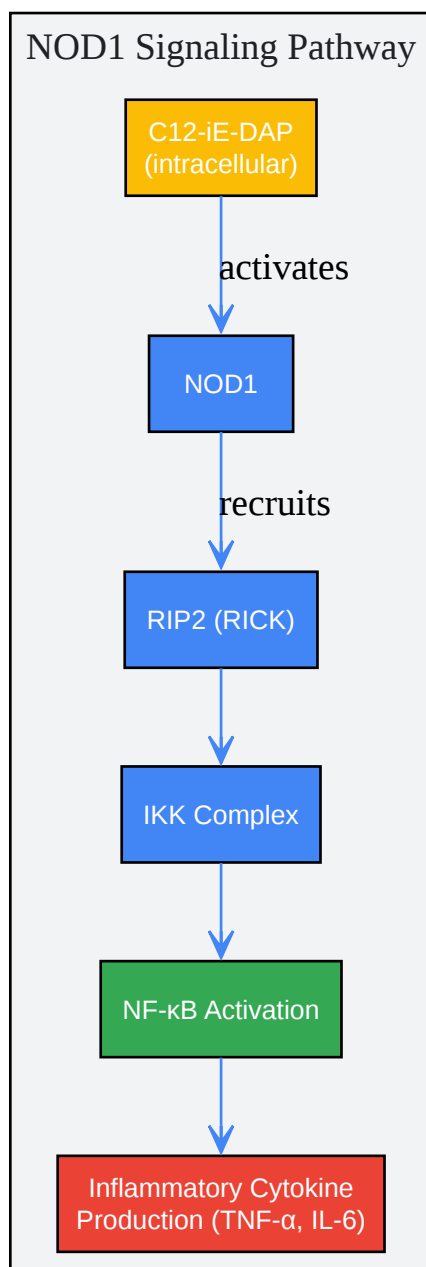 NOD1 Signaling Pathway
C12-iE-DAP
(intracellular)
activates
NOD1
recruits
RIP2 (RICK)
IKK Complex
NF-κB Activation
Inflammatory Cytokine
Production (TNF-α, IL-6)